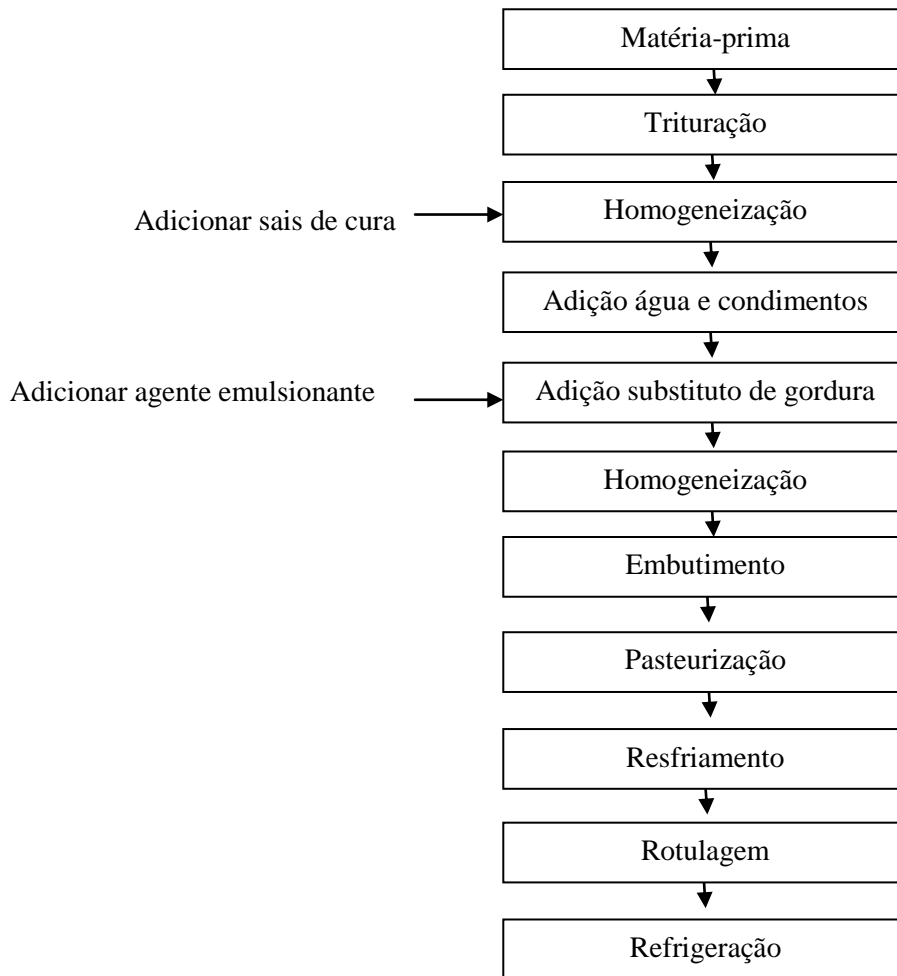 Matéria-prima
Trituração
Adicionar sais de cura
Homogeneização
Adição água e condimentos
Adicionar agente emulsionante
Adição substituto de gordura
Homogeneização
Embutimento
Pasteurização
Resfriamento
Rotulagem
Refrigeração